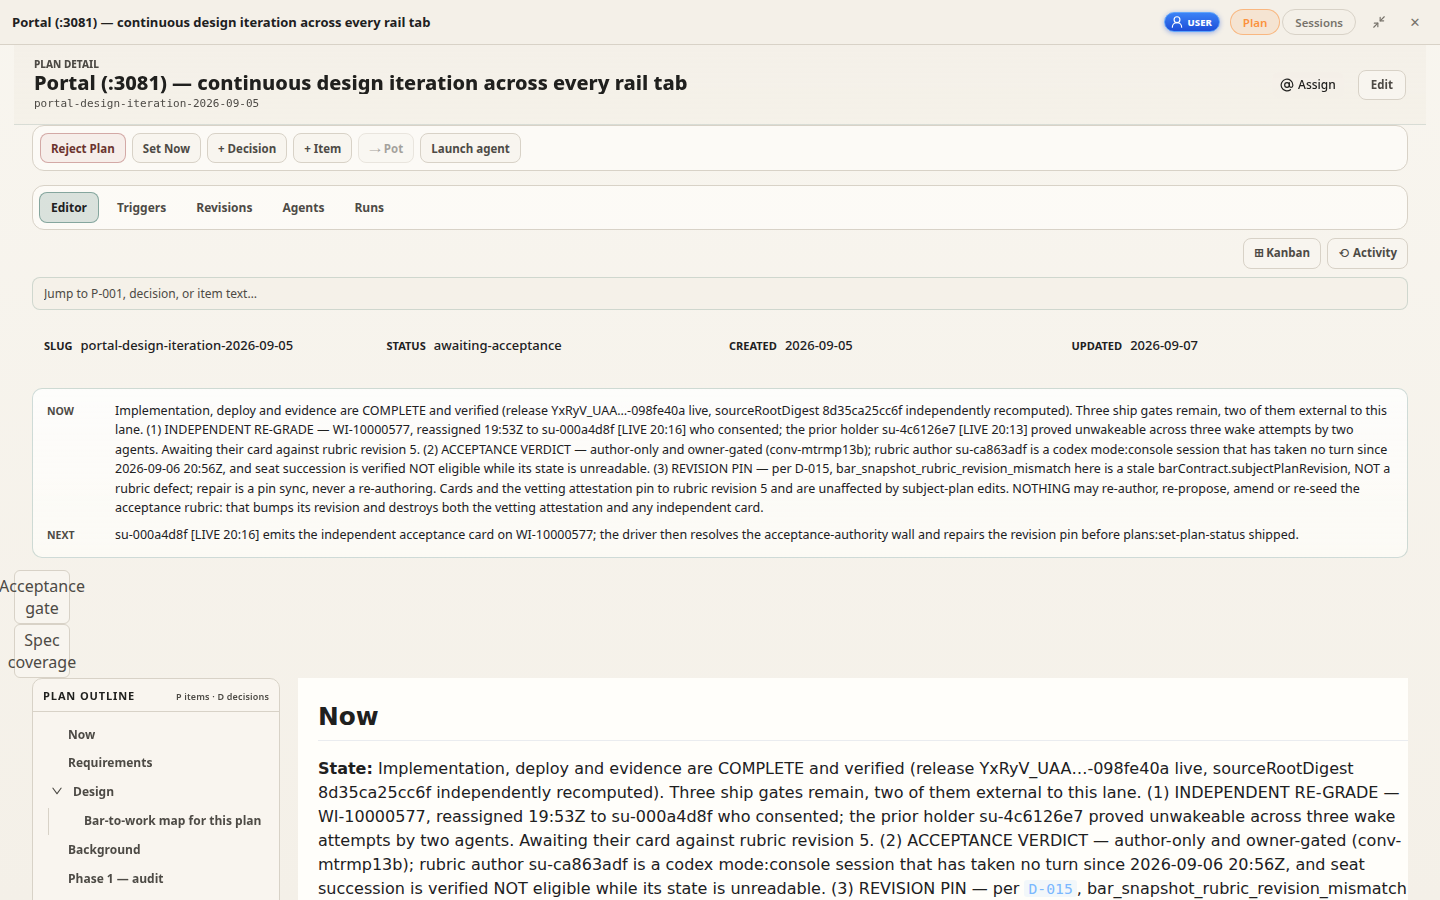 Portal (:3081) — continuous design iteration across every rail tab
USER
Plan
Sessions
PLAN DETAIL
Portal (:3081) — continuous design iteration across every rail tab
portal-design-iteration-2026-09-05
@ Assign
Edit
Reject Plan
Set Now
+ Decision
+ Item
→ Pot
Launch agent
Editor
Triggers
Revisions
Agents
Runs
⊞ Kanban
⟲ Activity
Jump to P-001, decision, or item text...
SLUG portal-design-iteration-2026-09-05
STATUS awaiting-acceptance
CREATED 2026-09-05
UPDATED 2026-09-07
NOW
Implementation, deploy and evidence are COMPLETE and verified (release YxRyV_UAA...-098fe40a live, sourceRootDigest 8d35ca25cc6f independently recomputed). Three ship gates remain, two of them external to this
lane. (1) INDEPENDENT RE-GRADE — WI-10000577, reassigned 19:53Z to su-000a4d8f [LIVE 20:16] who consented; the prior holder su-4c6126e7 [LIVE 20:13] proved unwakeable across three wake attempts by two
agents. Awaiting their card against rubric revision 5. (2) ACCEPTANCE VERDICT — author-only and owner-gated (conv-mtrmp13b); rubric author su-ca863adf is a codex mode:console session that has taken no turn since
2026-09-06 20:56Z, and seat succession is verified NOT eligible while its state is unreadable. (3) REVISION PIN — per D-015, bar_snapshot_rubric_revision_mismatch here is a stale barContract.subjectPlanRevision, NOT a
rubric defect; repair is a pin sync, never a re-authoring. Cards and the vetting attestation pin to rubric revision 5 and are unaffected by subject-plan edits. NOTHING may re-author, re-propose, amend or re-seed the
acceptance rubric: that bumps its revision and destroys both the vetting attestation and any independent card.
NEXT
su-000a4d8f [LIVE 20:16] emits the independent acceptance card on WI-10000577; the driver then resolves the acceptance-authority wall and repairs the revision pin before plans:set-plan-status shipped.
Acceptance
gate
Spec
coverage
PLAN OUTLINE
P items · D decisions
Now
Requirements
Design
Bar-to-work map for this plan
Background
Phase 1 — audit
Now
State: Implementation, deploy and evidence are COMPLETE and verified (release YxRyV_UAA...-098fe40a live, sourceRootDigest
8d35ca25cc6f independently recomputed). Three ship gates remain, two of them external to this lane. (1) INDEPENDENT RE-GRADE —
WI-10000577, reassigned 19:53Z to su-000a4d8f who consented; the prior holder su-4c6126e7 proved unwakeable across three wake
attempts by two agents. Awaiting their card against rubric revision 5. (2) ACCEPTANCE VERDICT — author-only and owner-gated (conv-
mtrmp13b); rubric author su-ca863adf is a codex mode:console session that has taken no turn since 2026-09-06 20:56Z, and seat
succession is verified NOT eligible while its state is unreadable. (3) REVISION PIN — per D-015, bar_snapshot_rubric_revision_mismatch